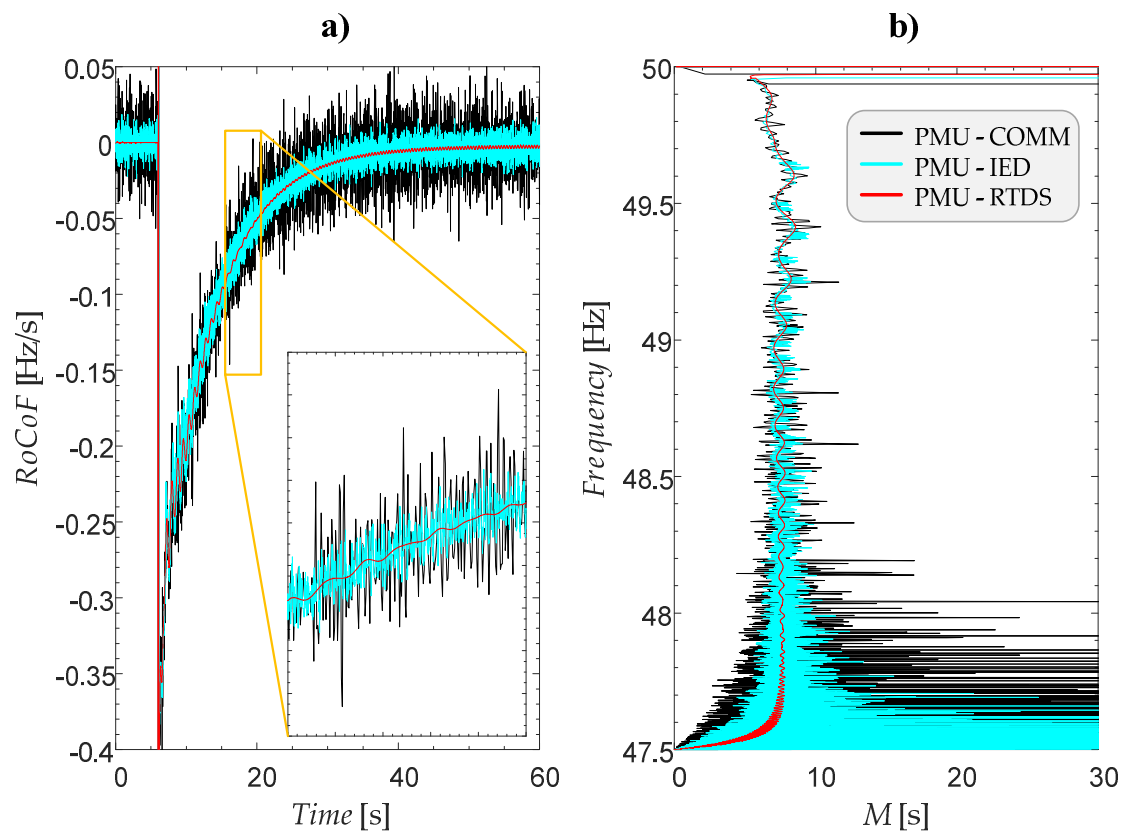 a)
0.05
0
-0.05
-0.1
-0.15
-0.2
-0.25
-0.3
-0.35
-0.4
RoCoF [Hz/s]
0 20 40 60
Time [s]
b)
50
49.5
49
48.5
48
47.5
Frequency [Hz]
PMU - COMM
PMU - IED
PMU - RTDS
0 10 20 30
M [s]